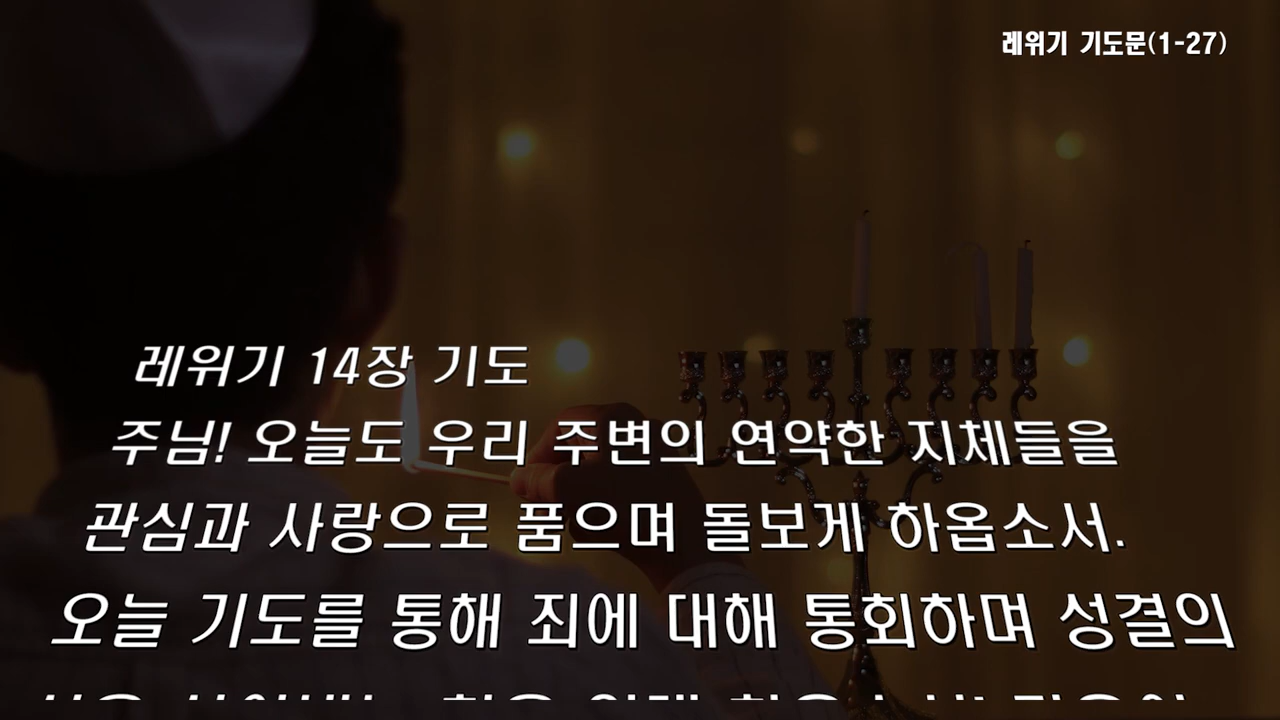 레위기 기도문(1-27)
레위기 14장 기도
주님! 오늘도 우리 주변의 연약한 지체들을
관심과 사랑으로 품으며 돌보게 하옵소서.
오늘 기도를 통해 죄에 대해 통회하며 성결의